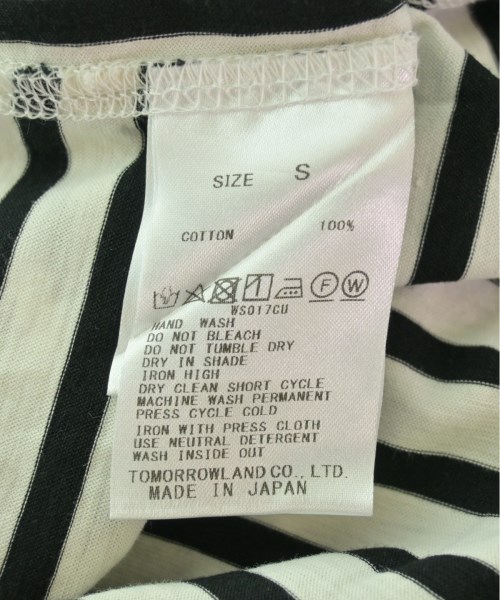 SIZE S
COTTON 100%
F W
WS017CU
HAND WASH
DO NOT BLEACH
DO NOT TUMBLE DRY
DRY IN SHADE
IRON HIGH
DRY CLEAN SHORT CYCLE
MACHINE WASH PERMANENT
PRESS CYCLE COLD
IRON WITH PRESS CLOTH
USE NEUTRAL DETERGENT
WASH INSIDE OUT
TOMORROWLAND CO., LTD.
MADE IN JAPAN